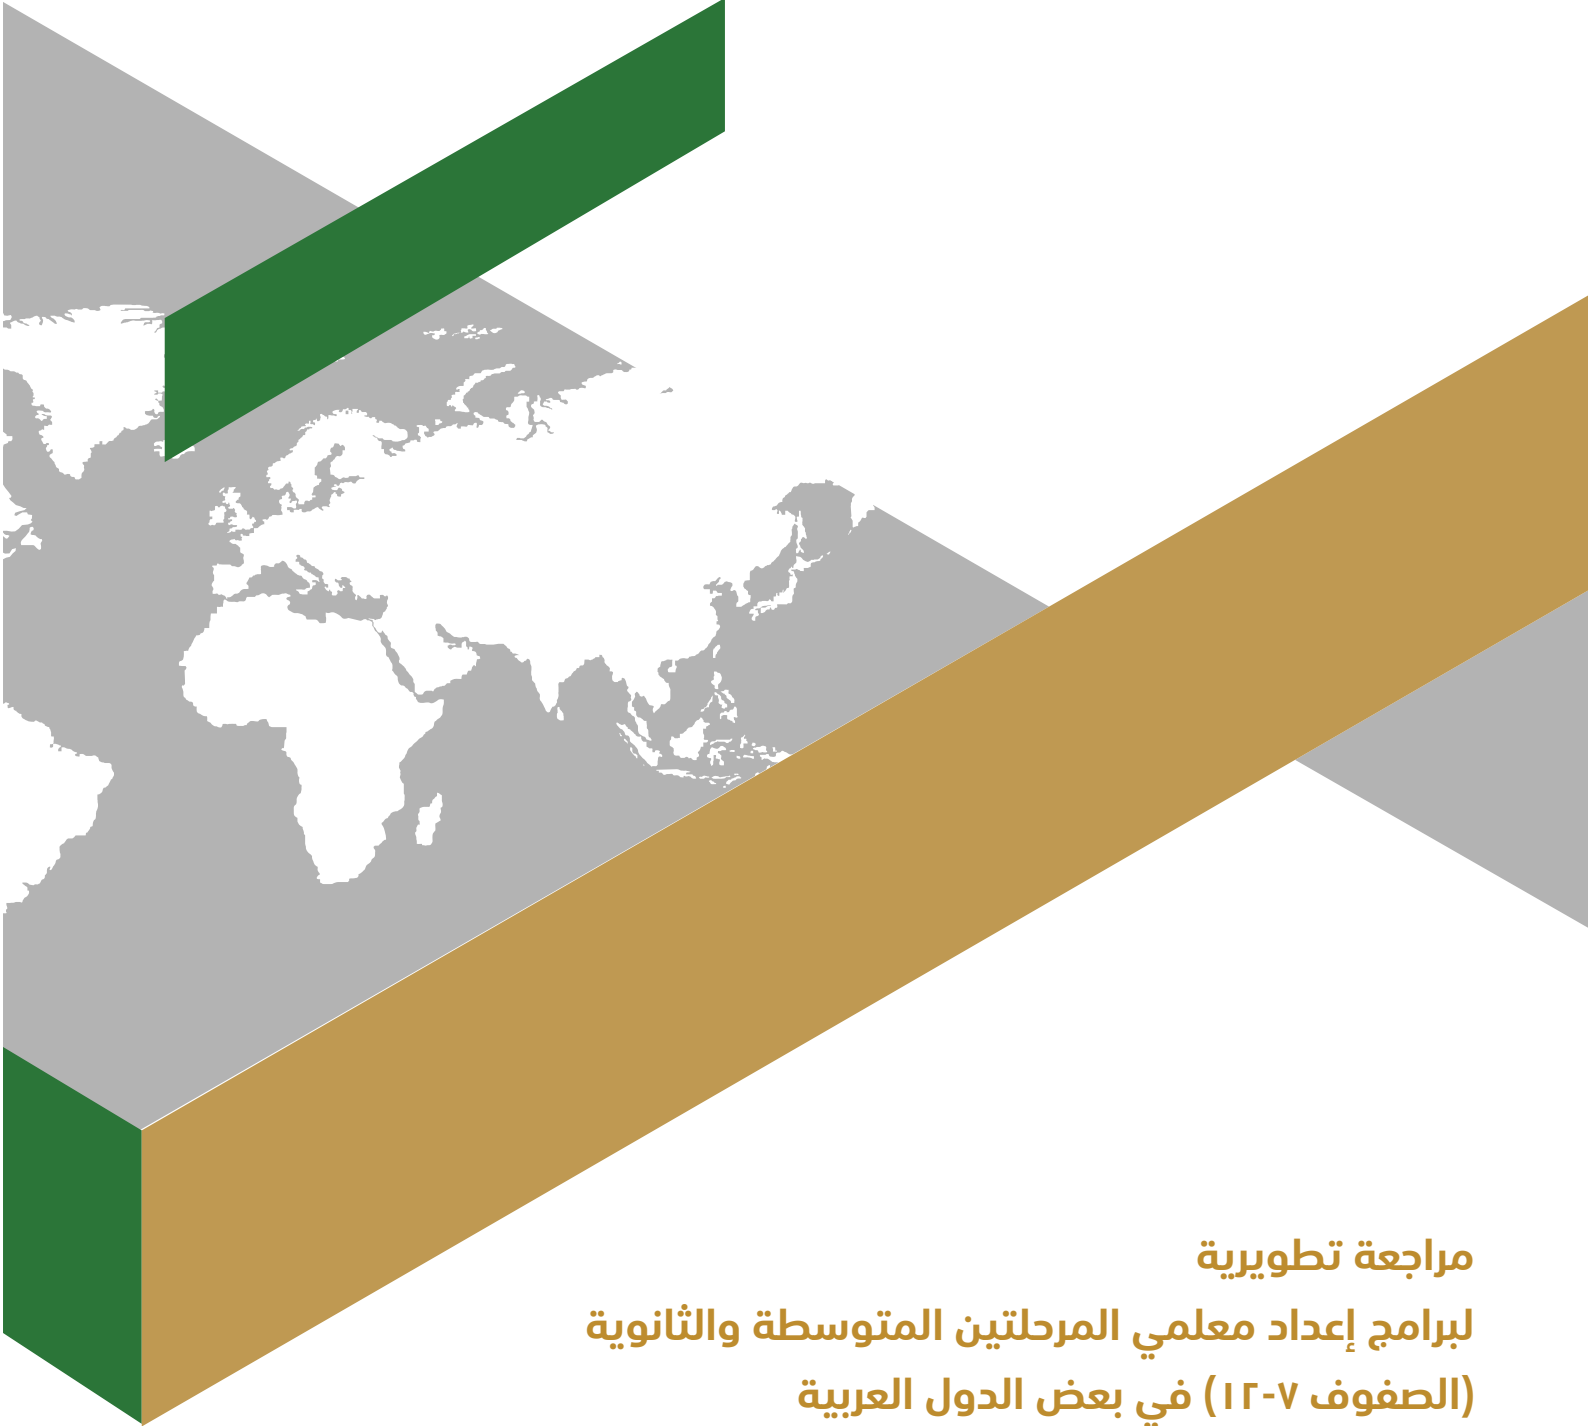 مراجعة تطويرية
لبرامج إعداد معلمي المرحلتين المتوسطة والثانوية
(الصفوف ٧-١٢) في بعض الدول العربية